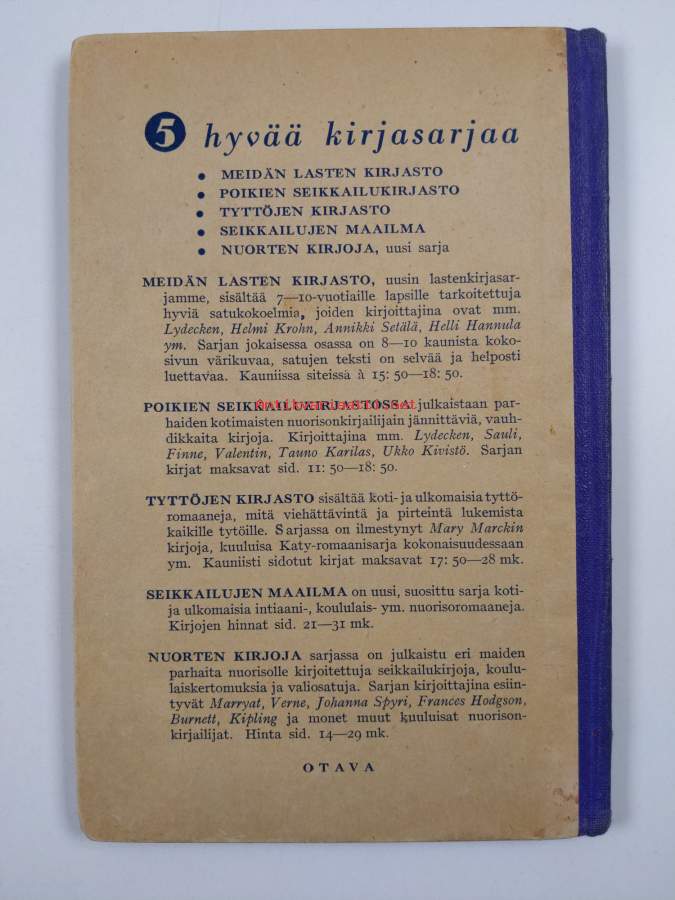 5 hyvää kirjasarjaa
• MEIDÄN LASTEN KIRJASTO
• POIKIEN SEIKKAILUKIRJASTO
• TYTTÖJEN KIRJASTO
• SEIKKAILUJEN MAAILMA
• NUORTEN KIRJOJA, uusi sarja
MEIDÄN LASTEN KIRJASTO, uusin lastenkirjasar-
jamme, sisältää 7—10-vuotiaille lapsille tarkoitettuja
hyviä satukokoelmia, joiden kirjoittajina ovat mm.
Lydecken, Helmi Krohn, Annikki Setälä, Helli Hannula
ym. Sarjan jokaisessa osassa on 8—10 kaunista koko-
sivun värikuvaa, satujen teksti on selvää ja helposti
luettavaa. Kauniissa siteissä à 15: 50—18: 50.
POIKIEN SEIKKAILUKIRJASTOSSA julkaistaan par-
haiden kotimaisten nuorisonkirjailijain jännittäviä, vauh-
dikkaita kirjoja. Kirjoittajina mm. Lydecken, Sauli,
Finne, Valentin, Tauno Karilas, Ukko Kivistö. Sarjan
kirjat maksavat sid. 11: 50—18: 50.
TYTTÖJEN KIRJASTO sisältää koti- ja ulkomaisia tyttö-
romaaneja, mitä viehättävintä ja pirteintä lukemista
kaikille tytöille. Sarjassa on ilmestynyt Mary Marckin
kirjoja, kuuluisa Katy-romaanisarja kokonaisuudessaan
ym. Kauniisti sidotut kirjat maksavat 17: 50—28 mk.
SEIKKAILUJEN MAAILMA on uusi, suosittu sarja koti-
ja ulkomaisia intiaani-, koululais- ym. nuorisoromaaneja.
Kirjojen hinnat sid. 21—31 mk.
NUORTEN KIRJOJA sarjassa on julkaistu eri maiden
parhaita nuorisolle kirjoitettuja seikkailukirjoja, koulu-
laiskertomuksia ja valiosatuja. Sarjan kirjoittajina esiin-
tyvät Marryat, Verne, Johanna Spyri, Frances Hodgson,
Burnett, Kipling ja monet muut kuuluisat nuorison-
kirjailijat. Hinta sid. 14—29 mk.
OTAVA